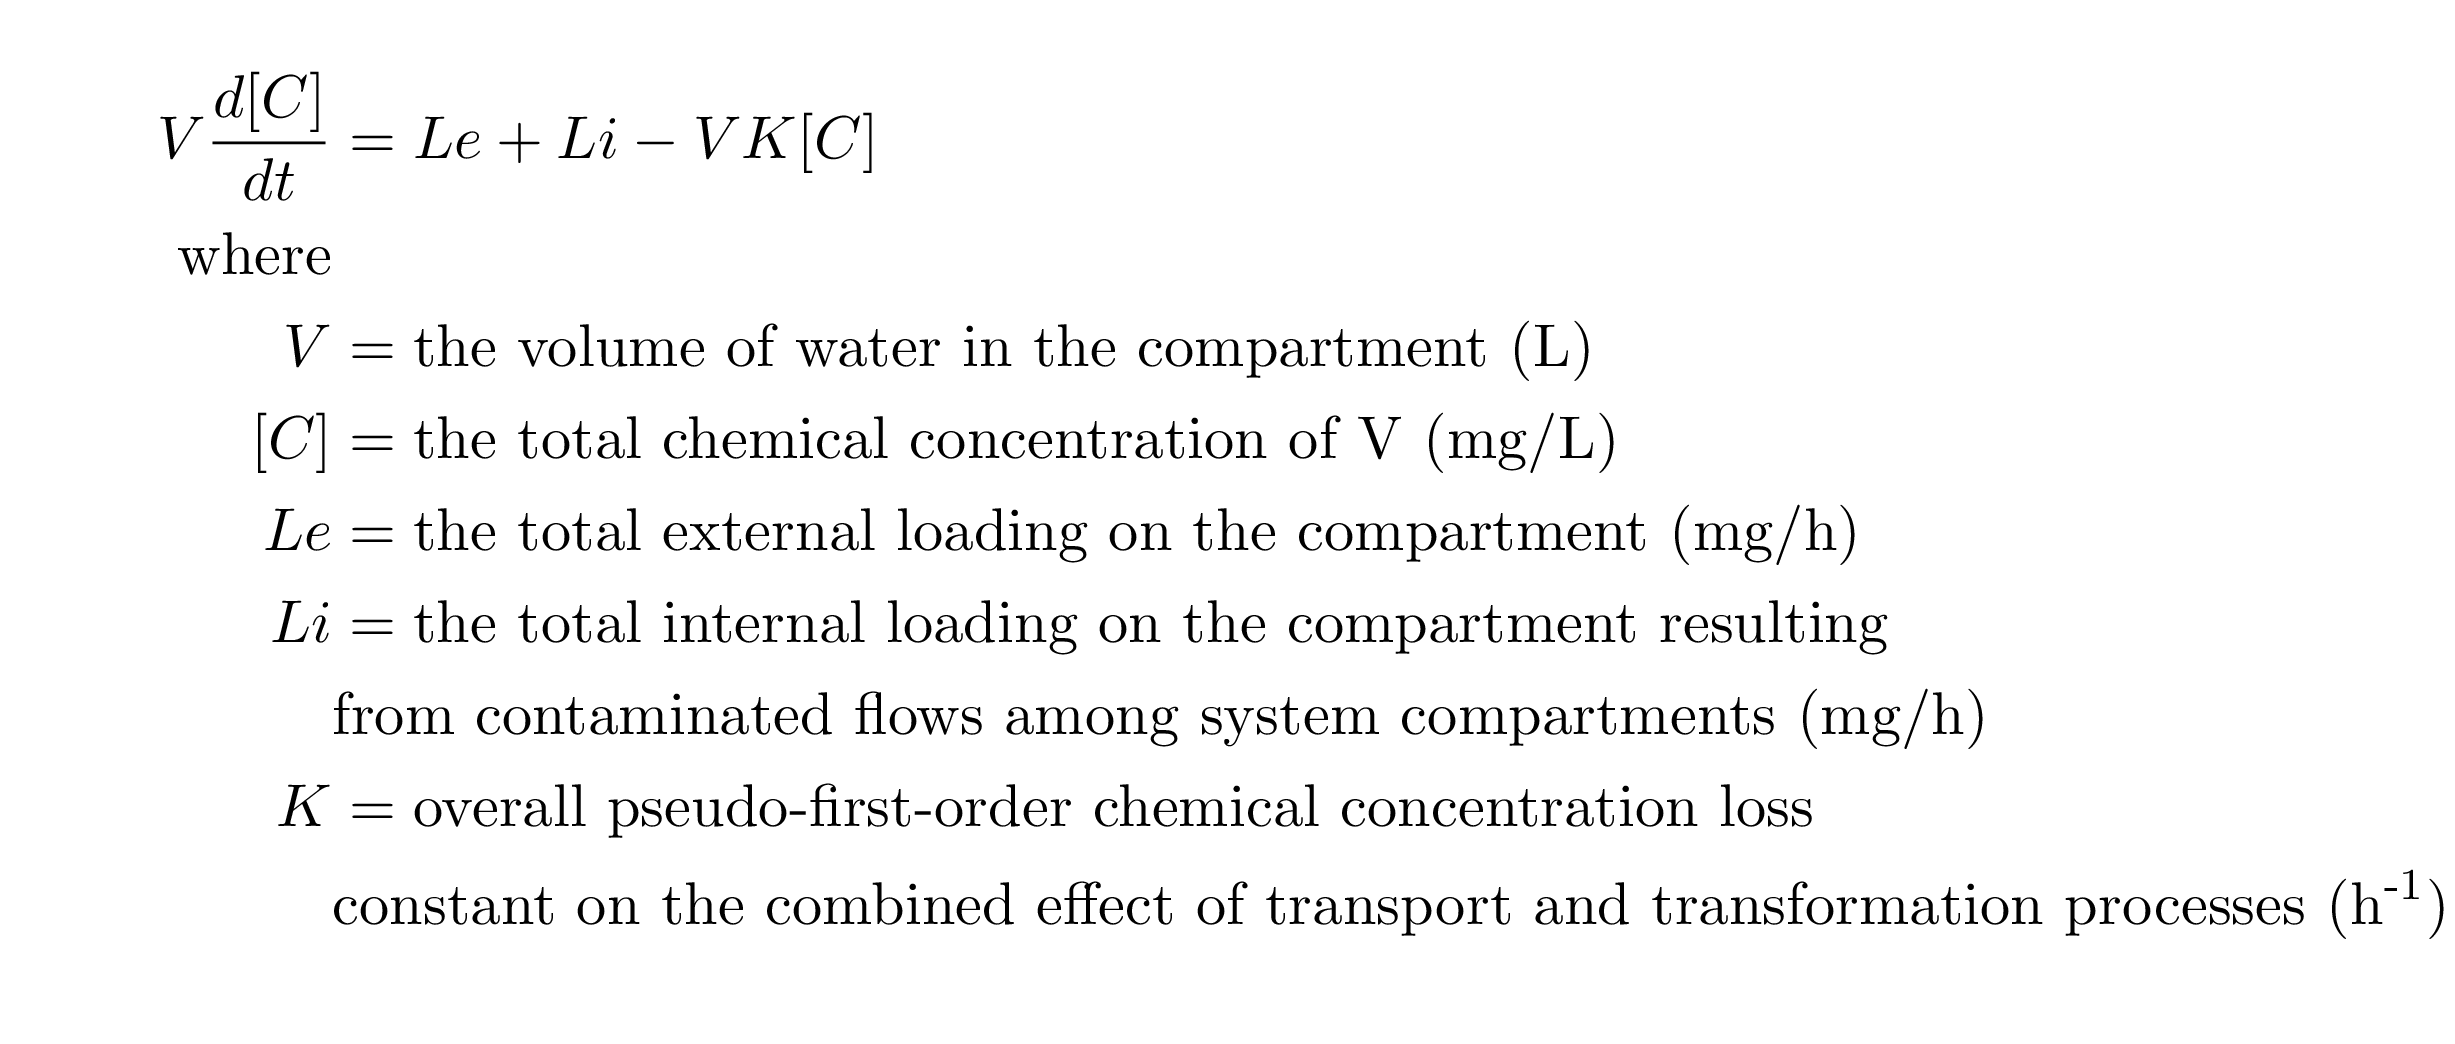 V d[C]/dt = Le + Li − VK[C]
where
V = the volume of water in the compartment (L)
[C] = the total chemical concentration of V (mg/L)
Le = the total external loading on the compartment (mg/h)
Li = the total internal loading on the compartment resulting
from contaminated flows among system compartments (mg/h)
K = overall pseudo-first-order chemical concentration loss
constant on the combined effect of transport and transformation processes (h⁻¹)